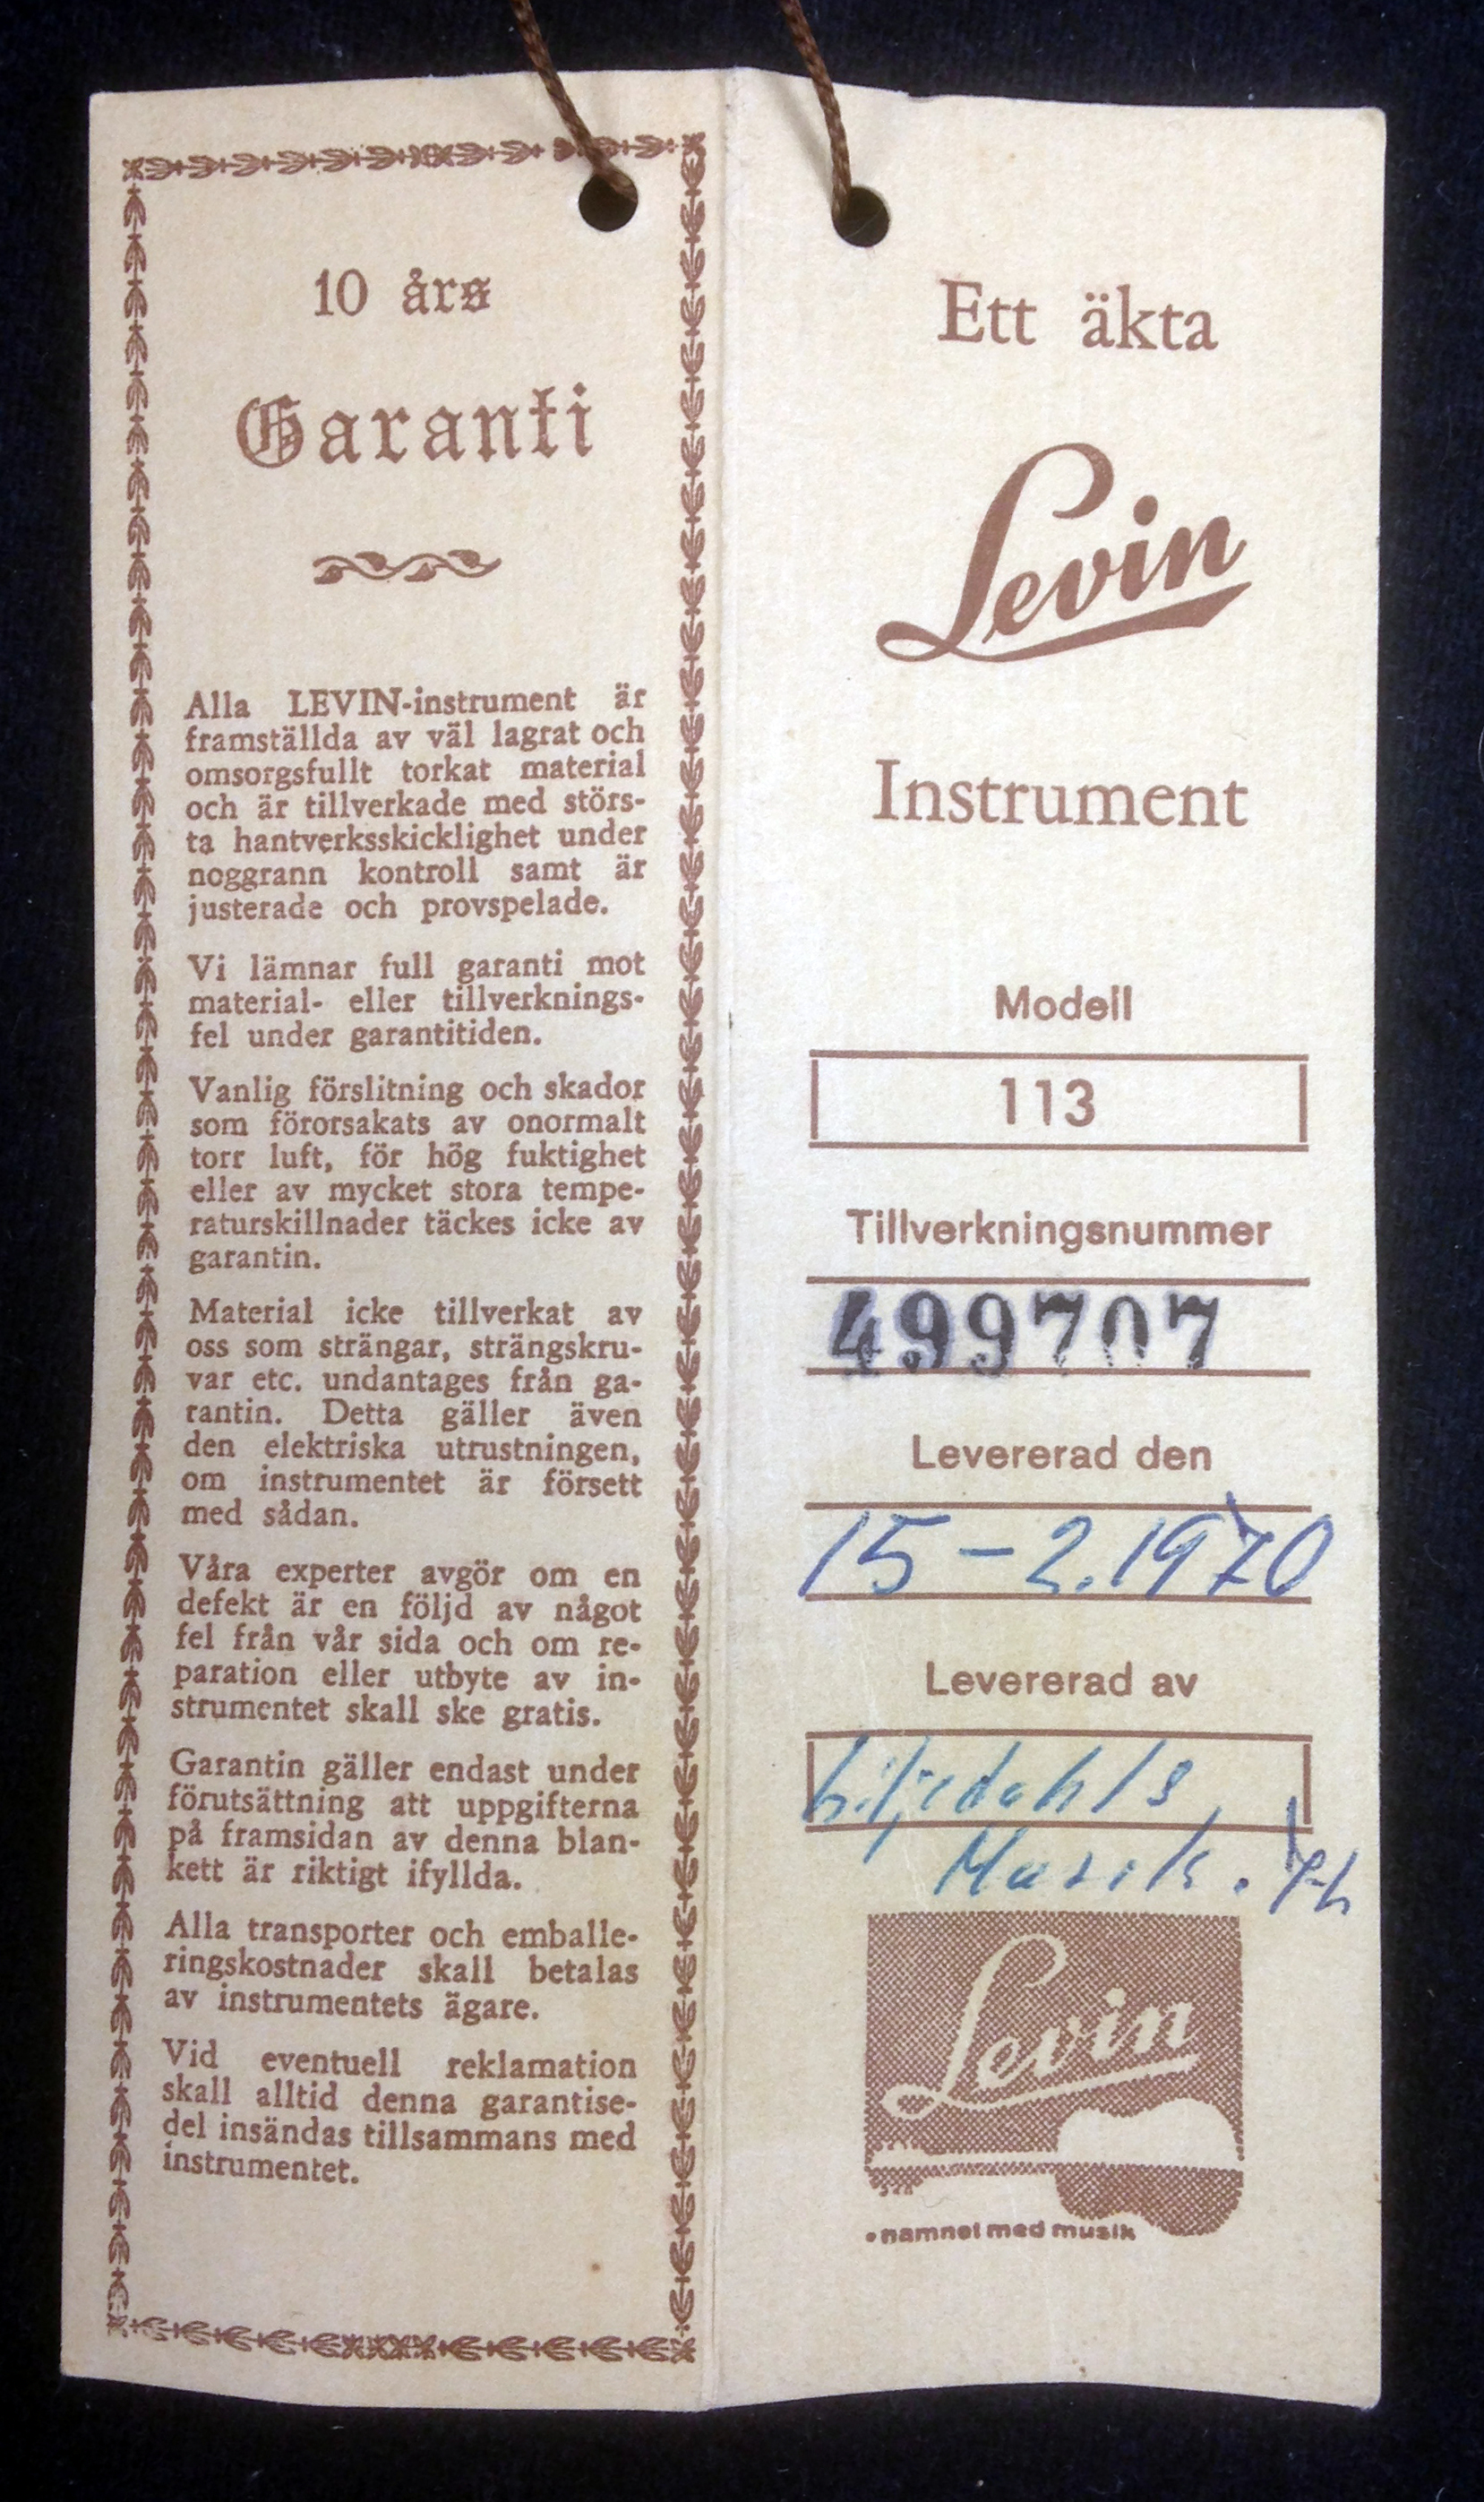 10 års
Garanti
Alla LEVIN-instrument är
framställda av väl lagrat och
omsorgsfullt torkat material
och är tillverkade med störs-
ta hantverksskicklighet under
noggrann kontroll samt är
justerade och provspelade.
Vi lämnar full garanti mot
material- eller tillverknings-
fel under garantitiden.
Vanlig förslitning och skador
som förorsakats av onormalt
torr luft, för hög fuktighet
eller av mycket stora tempe-
raturskillnader täckes icke av
garantin.
Material icke tillverkat av
oss som strängar, strängskru-
var etc. undantages från ga-
rantin. Detta gäller även
den elektriska utrustningen,
om instrumentet är försett
med sådan.
Våra experter avgör om en
defekt är en följd av något
fel från vår sida och om re-
paration eller utbyte av in-
strumentet skall ske gratis.
Garantin gäller endast under
förutsättning att uppgifterna
på framsidan av denna blan-
kett är riktigt ifyllda.
Alla transporter och emballe-
ringskostnader skall betalas
av instrumentets ägare.
Vid eventuell reklamation
skall alltid denna garantise-
del insändas tillsammans med
instrumentet.
Ett äkta
Levin
Instrument
Modell
113
Tillverkningsnummer
499707
Levererad den
15-2.1970
Levererad av
Liljedahls
Musik.
Levin
• namnet med musik